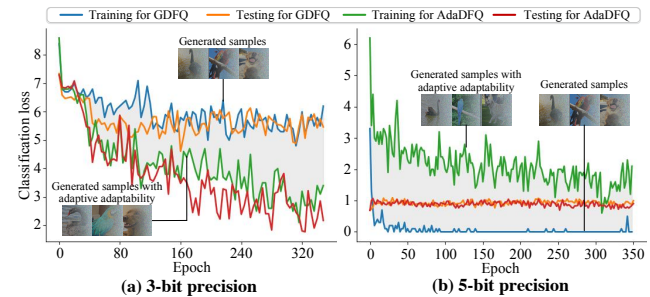 Training for GDFQ Testing for GDFQ Training for AdaDFQ Testing for AdaDFQ
(a)
8
7
6
5
4
3
2
Classification loss
Generated samples
Generated samples with
adaptive adaptability
0 80 160 240 320
Epoch
(a) 3-bit precision
(b)
6
5
4
3
2
1
0
Generated samples with
adaptive adaptability
Generated samples
0 50 100 150 200 250 300 350
Epoch
(b) 5-bit precision